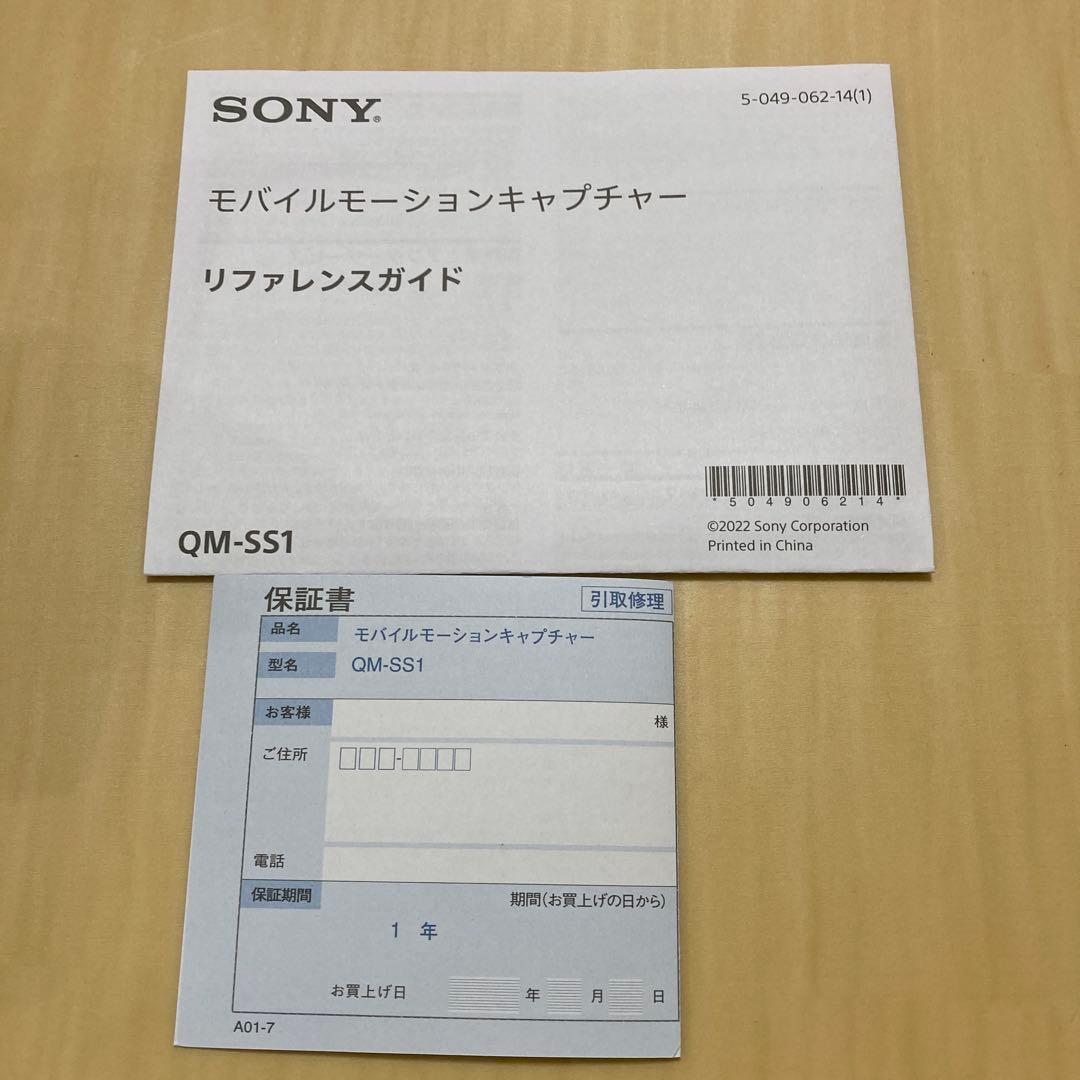 SONY®
5-049-062-14(1)
モバイルモーションキャプチャー
リファレンスガイド
*504906214*
©2022 Sony Corporation
Printed in China
QM-SS1
保証書
引取修理
品名 モバイルモーションキャプチャー
型名 QM-SS1
お客様 様
ご住所 □□□-□□□□
電話
保証期間 期間(お買上げの日から)
1 年
お買上げ日 年 月 日
A01-7